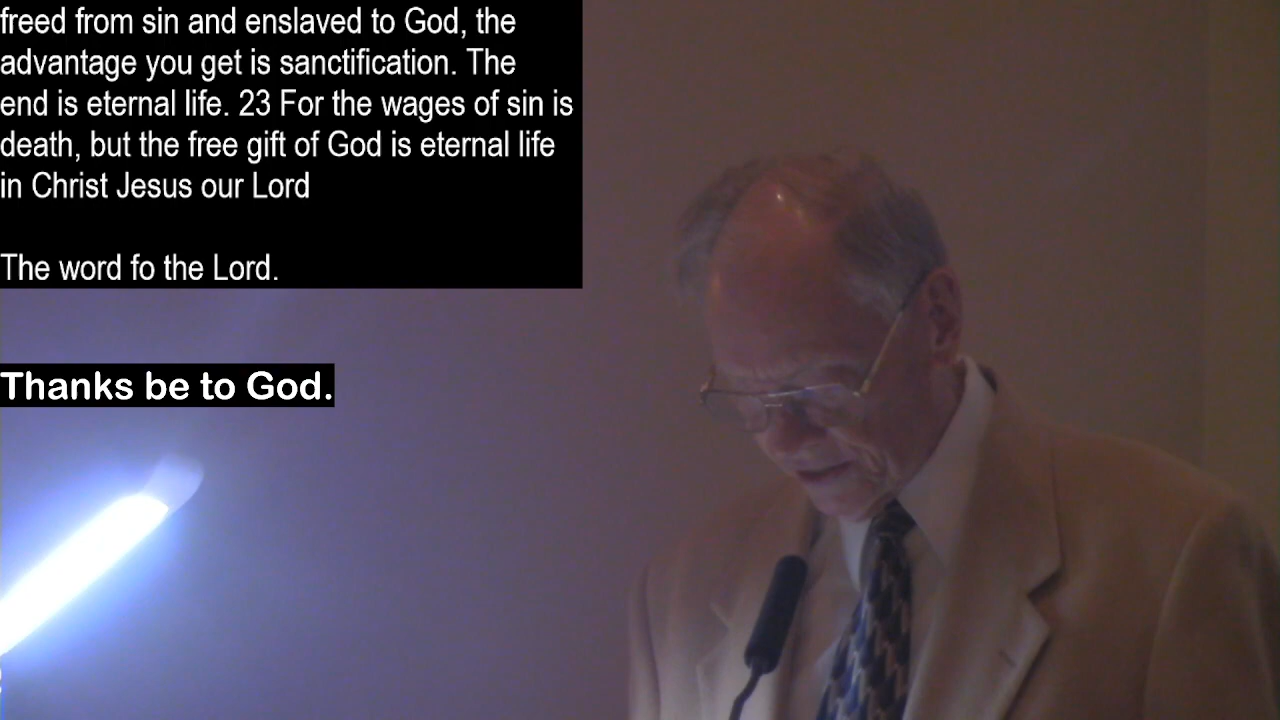 freed from sin and enslaved to God, the
advantage you get is sanctification. The
end is eternal life. 23 For the wages of sin is
death, but the free gift of God is eternal life
in Christ Jesus our Lord
The word fo the Lord.
Thanks be to God.